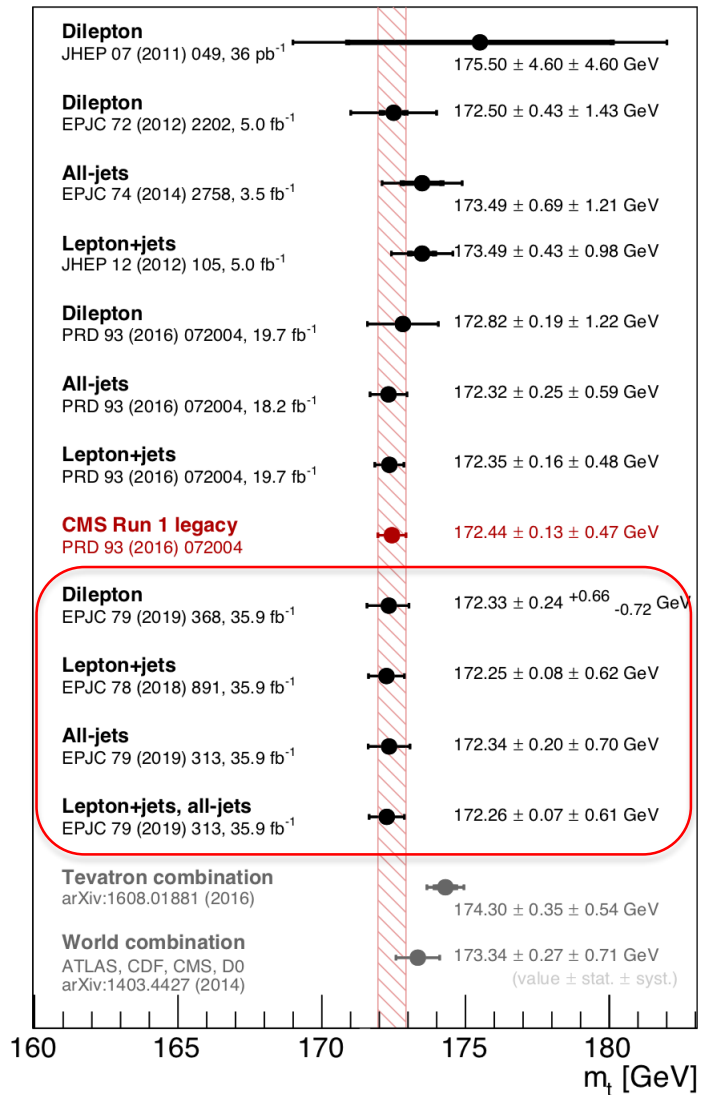 Dilepton
JHEP 07 (2011) 049, 36 pb⁻¹
175.50 ± 4.60 ± 4.60 GeV
Dilepton
EPJC 72 (2012) 2202, 5.0 fb⁻¹
172.50 ± 0.43 ± 1.43 GeV
All-jets
EPJC 74 (2014) 2758, 3.5 fb⁻¹
173.49 ± 0.69 ± 1.21 GeV
Lepton+jets
JHEP 12 (2012) 105, 5.0 fb⁻¹
173.49 ± 0.43 ± 0.98 GeV
Dilepton
PRD 93 (2016) 072004, 19.7 fb⁻¹
172.82 ± 0.19 ± 1.22 GeV
All-jets
PRD 93 (2016) 072004, 18.2 fb⁻¹
172.32 ± 0.25 ± 0.59 GeV
Lepton+jets
PRD 93 (2016) 072004, 19.7 fb⁻¹
172.35 ± 0.16 ± 0.48 GeV
CMS Run 1 legacy
PRD 93 (2016) 072004
172.44 ± 0.13 ± 0.47 GeV
Dilepton
EPJC 79 (2019) 368, 35.9 fb⁻¹
172.33 ± 0.24 +0.66 -0.72 GeV
Lepton+jets
EPJC 78 (2018) 891, 35.9 fb⁻¹
172.25 ± 0.08 ± 0.62 GeV
All-jets
EPJC 79 (2019) 313, 35.9 fb⁻¹
172.34 ± 0.20 ± 0.70 GeV
Lepton+jets, all-jets
EPJC 79 (2019) 313, 35.9 fb⁻¹
172.26 ± 0.07 ± 0.61 GeV
Tevatron combination
arXiv:1608.01881 (2016)
174.30 ± 0.35 ± 0.54 GeV
World combination
ATLAS, CDF, CMS, D0
arXiv:1403.4427 (2014)
173.34 ± 0.27 ± 0.71 GeV
(value ± stat. ± syst.)
160 165 170 175 180
mₜ [GeV]